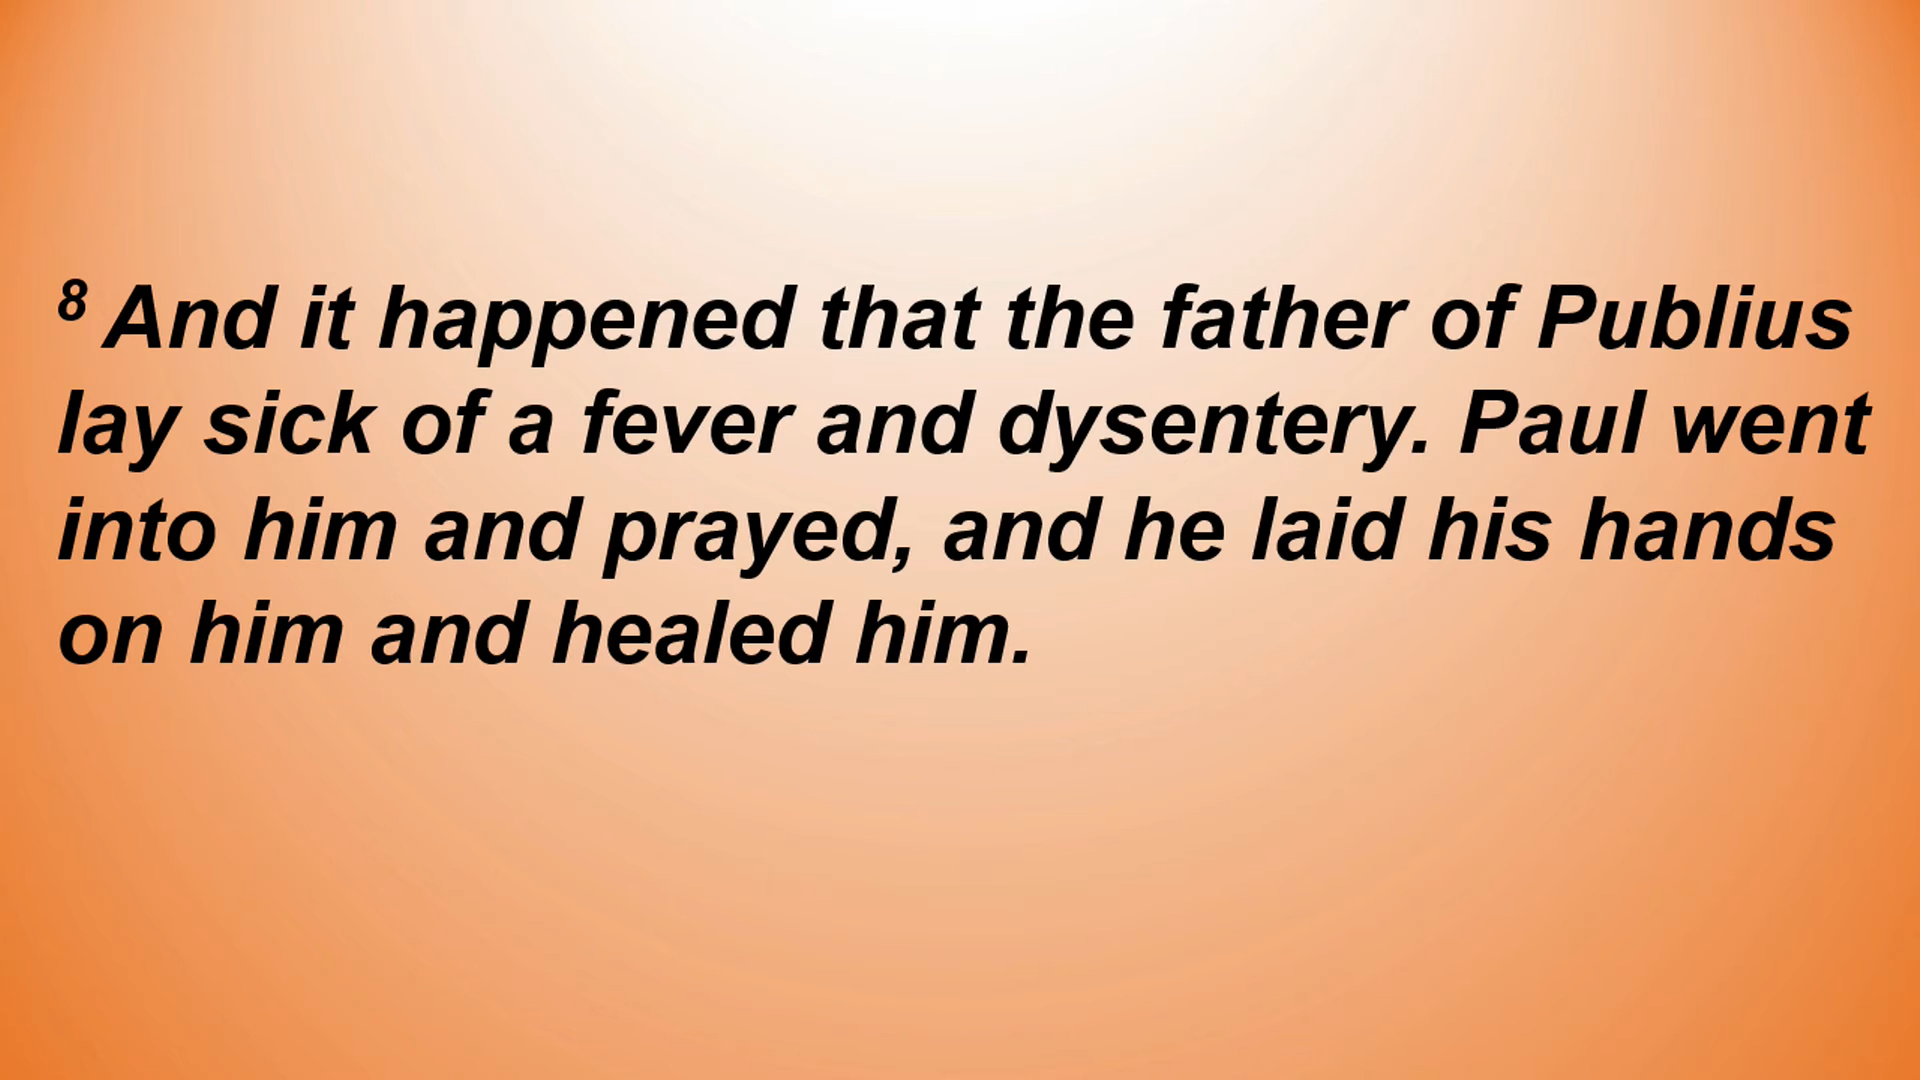 8 And it happened that the father of Publius
lay sick of a fever and dysentery. Paul went
into him and prayed, and he laid his hands
on him and healed him.